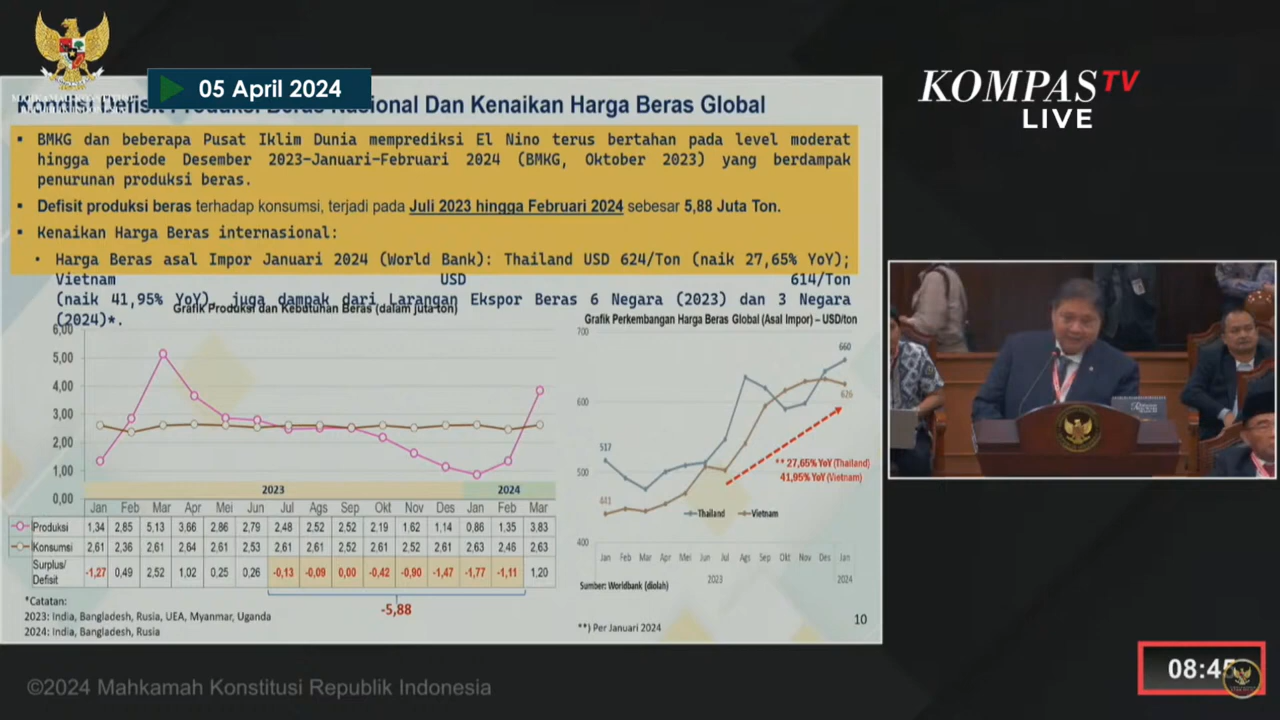 05 April 2024
KOMPASTV
LIVE
Kondisi Defisit Produksi Beras Nasional Dan Kenaikan Harga Beras Global
▪ BMKG dan beberapa Pusat Iklim Dunia memprediksi El Nino terus bertahan pada level moderat
hingga periode Desember 2023-Januari-Februari 2024 (BMKG, Oktober 2023) yang berdampak
penurunan produksi beras.
▪ Defisit produksi beras terhadap konsumsi, terjadi pada Juli 2023 hingga Februari 2024 sebesar 5,88 Juta Ton.
▪ Kenaikan Harga Beras internasional:
• Harga Beras asal Impor Januari 2024 (World Bank): Thailand USD 624/Ton (naik 27,65% YoY);
Vietnam USD 614/Ton
(naik 41,95% YoY), juga dampak dari Larangan Ekspor Beras 6 Negara (2023) dan 3 Negara
(2024)*.
Grafik Produksi dan Kebutuhan Beras (dalam juta ton)
6,00
5,00
4,00
3,00
2,00
1,00
0,00
2023 2024
Jan Feb Mar Apr Mei Jun Jul Ags Sep Okt Nov Des Jan Feb Mar
Produksi 1,34 2,85 5,13 3,66 2,86 2,79 2,48 2,52 2,52 2,19 1,62 1,14 0,86 1,35 3,83
Konsumsi 2,61 2,36 2,61 2,64 2,61 2,53 2,61 2,61 2,52 2,61 2,52 2,61 2,63 2,46 2,63
Surplus/
Defisit -1,27 0,49 2,52 1,02 0,25 0,26 -0,13 -0,09 0,00 -0,42 -0,90 -1,47 -1,77 -1,11 1,20
-5,88
*Catatan:
2023: India, Bangladesh, Rusia, UEA, Myanmar, Uganda
2024: India, Bangladesh, Rusia
Grafik Perkembangan Harga Beras Global (Asal Impor) – USD/ton
700
660
626
600
517
500
441
400
** 27,65% YoY (Thailand)
41,95% YoY (Vietnam)
Thailand Vietnam
Jan Feb Mar Apr Mei Jun Jul Ags Sep Okt Nov Des Jan
2023 2024
Sumber: Worldbank (diolah)
**) Per Januari 2024
10
©2024 Mahkamah Konstitusi Republik Indonesia
08:45